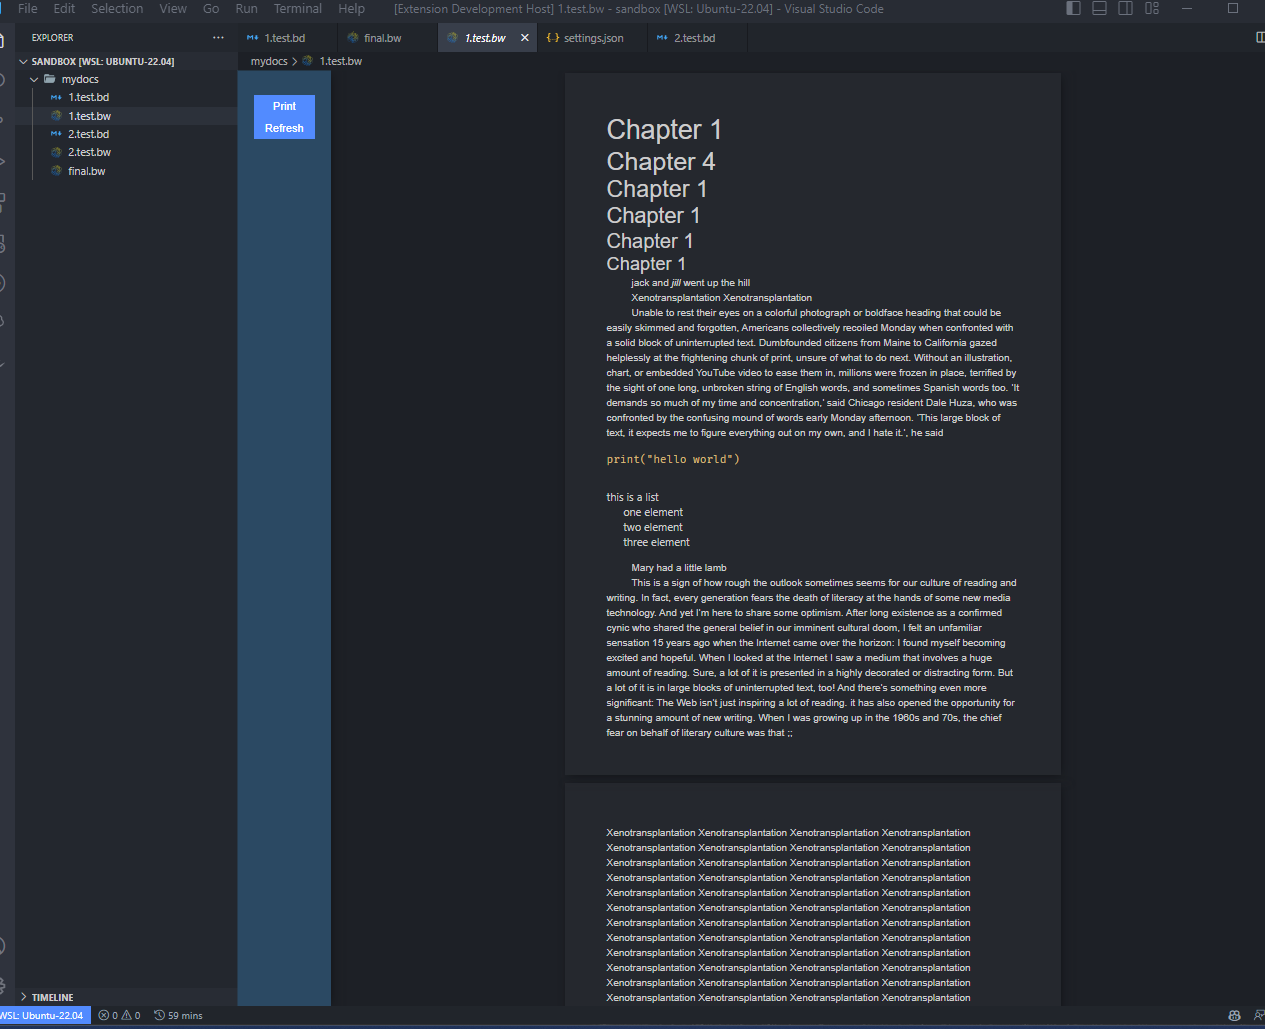 File Edit Selection View Go Run Terminal Help [Extension Development Host] 1.test.bw - sandbox [WSL: Ubuntu-22.04] - Visual Studio Code
EXPLORER ...
1.test.bd final.bw 1.test.bw settings.json 2.test.bd
SANDBOX [WSL: UBUNTU-22.04]
mydocs > 1.test.bw
mydocs
1.test.bd
1.test.bw
2.test.bd
2.test.bw
final.bw
Print
Refresh
Chapter 1
Chapter 4
Chapter 1
Chapter 1
Chapter 1
Chapter 1
jack and jill went up the hill
Xenotransplantation Xenotransplantation
Unable to rest their eyes on a colorful photograph or boldface heading that could be
easily skimmed and forgotten, Americans collectively recoiled Monday when confronted with
a solid block of uninterrupted text. Dumbfounded citizens from Maine to California gazed
helplessly at the frightening chunk of print, unsure of what to do next. Without an illustration,
chart, or embedded YouTube video to ease them in, millions were frozen in place, terrified by
the sight of one long, unbroken string of English words, and sometimes Spanish words too. 'It
demands so much of my time and concentration,' said Chicago resident Dale Huza, who was
confronted by the confusing mound of words early Monday afternoon. 'This large block of
text, it expects me to figure everything out on my own, and I hate it.', he said
print("hello world")
this is a list
one element
two element
three element
Mary had a little lamb
This is a sign of how rough the outlook sometimes seems for our culture of reading and
writing. In fact, every generation fears the death of literacy at the hands of some new media
technology. And yet I'm here to share some optimism. After long existence as a confirmed
cynic who shared the general belief in our imminent cultural doom, I felt an unfamiliar
sensation 15 years ago when the Internet came over the horizon: I found myself becoming
excited and hopeful. When I looked at the Internet I saw a medium that involves a huge
amount of reading. Sure, a lot of it is presented in a highly decorated or distracting form. But
a lot of it is in large blocks of uninterrupted text, too! And there's something even more
significant: The Web isn't just inspiring a lot of reading. it has also opened the opportunity for
a stunning amount of new writing. When I was growing up in the 1960s and 70s, the chief
fear on behalf of literary culture was that ;;
Xenotransplantation Xenotransplantation Xenotransplantation Xenotransplantation
Xenotransplantation Xenotransplantation Xenotransplantation Xenotransplantation
Xenotransplantation Xenotransplantation Xenotransplantation Xenotransplantation
Xenotransplantation Xenotransplantation Xenotransplantation Xenotransplantation
Xenotransplantation Xenotransplantation Xenotransplantation Xenotransplantation
Xenotransplantation Xenotransplantation Xenotransplantation Xenotransplantation
Xenotransplantation Xenotransplantation Xenotransplantation Xenotransplantation
Xenotransplantation Xenotransplantation Xenotransplantation Xenotransplantation
Xenotransplantation Xenotransplantation Xenotransplantation Xenotransplantation
Xenotransplantation Xenotransplantation Xenotransplantation Xenotransplantation
Xenotransplantation Xenotransplantation Xenotransplantation Xenotransplantation
Xenotransplantation Xenotransplantation Xenotransplantation Xenotransplantation
TIMELINE
WSL: Ubuntu-22.04 0 0 59 mins